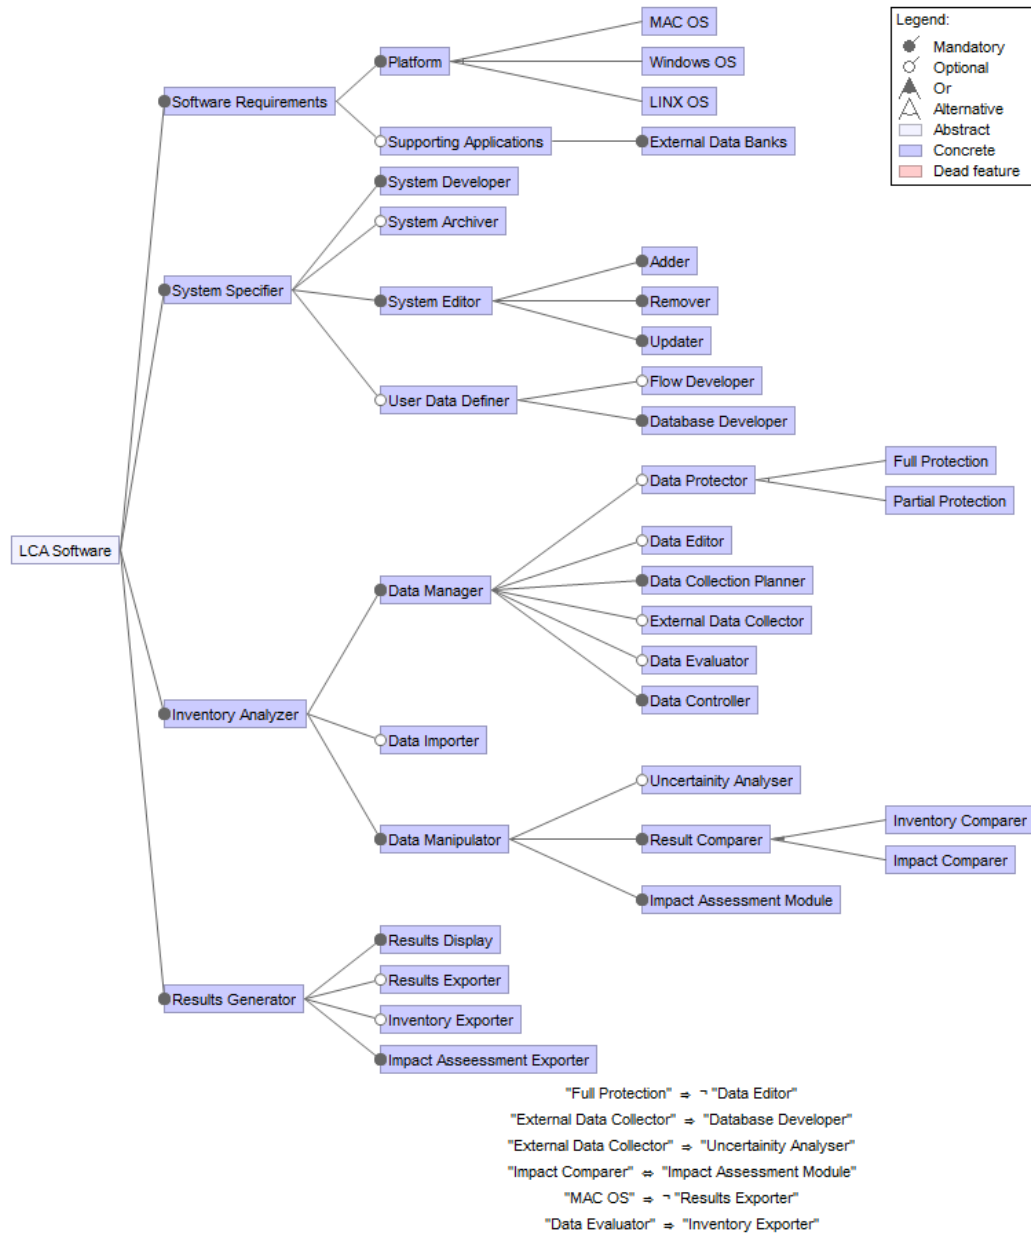 Legend:
Mandatory
Optional
Or
Alternative
Abstract
Concrete
Dead feature
MAC OS
Platform
Windows OS
Software Requirements
LINX OS
Supporting Applications
External Data Banks
System Developer
System Archiver
Adder
System Specifier
System Editor
Remover
Updater
Flow Developer
User Data Definer
Database Developer
Full Protection
Data Protector
Partial Protection
LCA Software
Data Editor
Data Manager
Data Collection Planner
External Data Collector
Data Evaluator
Data Controller
Inventory Analyzer
Data Importer
Uncertainity Analyser
Inventory Comparer
Data Manipulator
Result Comparer
Impact Comparer
Impact Assessment Module
Results Display
Results Exporter
Results Generator
Inventory Exporter
Impact Asseessment Exporter
"Full Protection" ⇒ ¬ "Data Editor"
"External Data Collector" ⇒ "Database Developer"
"External Data Collector" ⇒ "Uncertainity Analyser"
"Impact Comparer" ⇔ "Impact Assessment Module"
"MAC OS" ⇒ ¬ "Results Exporter"
"Data Evaluator" ⇒ "Inventory Exporter"